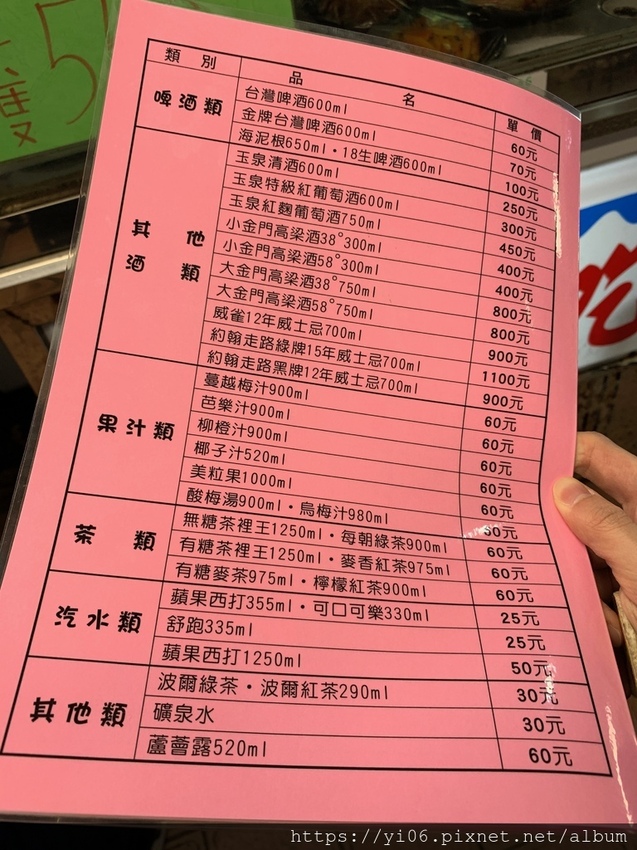 隻 5
類別 品名 單價
啤酒類
台灣啤酒600ml 60元
金牌台灣啤酒600ml 70元
海泥根650ml・18生啤酒600ml 100元
其他酒類
玉泉清酒600ml 250元
玉泉特級紅葡萄酒600ml 300元
玉泉紅麴葡萄酒750ml 450元
小金門高梁酒38°300ml 400元
小金門高梁酒58°300ml 400元
大金門高梁酒38°750ml 800元
大金門高梁酒58°750ml 800元
威雀12年威士忌700ml 900元
約翰走路綠牌15年威士忌700ml 1100元
約翰走路黑牌12年威士忌700ml 900元
果汁類
蔓越梅汁900ml 60元
芭樂汁900ml 60元
柳橙汁900ml 60元
椰子汁520ml 60元
美粒果1000ml 60元
酸梅湯900ml・烏梅汁980ml 60元
茶類
無糖茶裡王1250ml・每朝綠茶900ml 60元
有糖茶裡王1250ml・麥香紅茶975ml 60元
有糖麥茶975ml・檸檬紅茶900ml 60元
汽水類
蘋果西打355ml・可口可樂330ml 25元
舒跑335ml 25元
蘋果西打1250ml 50元
其他類
波爾綠茶・波爾紅茶290ml 30元
礦泉水 30元
蘆薈露520ml 60元
https://yi06.pixnet.net/album